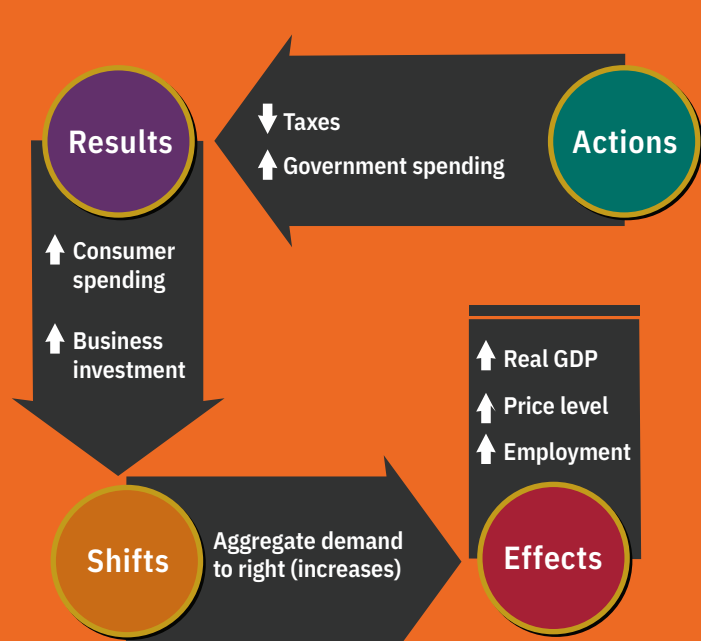 Actions
Taxes
Government spending
Results
Consumer
spending
Business
investment
Shifts
Aggregate demand
to right (increases)
Effects
Real GDP
Price level
Employment